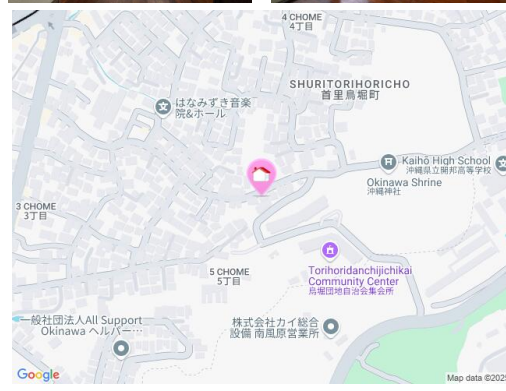 4 CHOME
4丁目
SHURITORIHORICHO
首里鳥堀町
はなみずき音楽
院&ホール
Kaihō High School
沖縄県立開邦高等学校
Okinawa Shrine
沖縄神社
3 CHOME
3丁目
5 CHOME
5丁目
Torihoridanchijichikai
Community Center
鳥堀団地自治会集会所
一般社団法人All Support
Okinawa ヘルパー…
株式会社カイ総合
設備 南風原営業所
Google
Map data ©2025